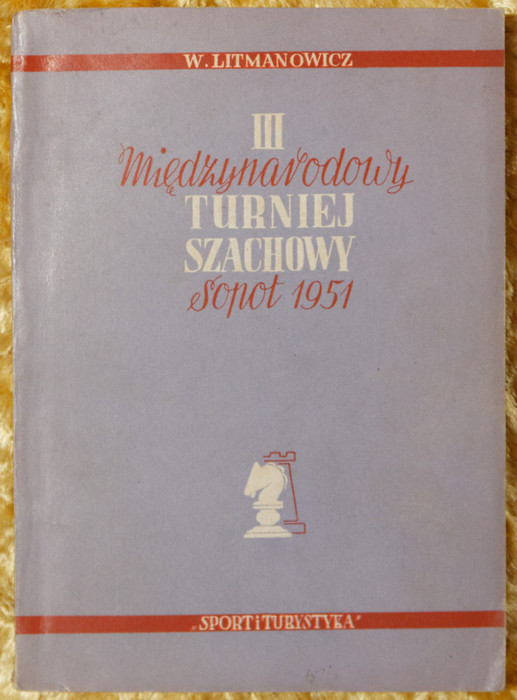 W. LITMANOWICZ
III
Międzynarodowy
TURNIEJ
SZACHOWY
Sopot 1951
„SPORT i TURYSTYKA"